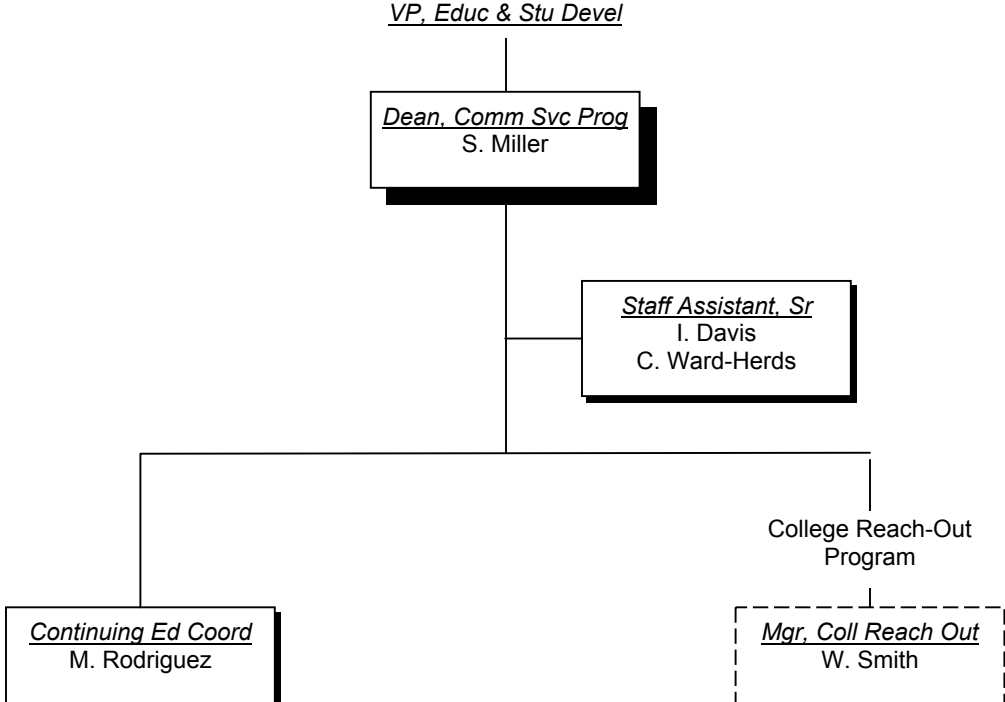 VP, Educ & Stu Devel
Dean, Comm Svc Prog
S. Miller
Staff Assistant, Sr
I. Davis
C. Ward-Herds
College Reach-Out
Program
Continuing Ed Coord
M. Rodriguez
Mgr, Coll Reach Out
W. Smith